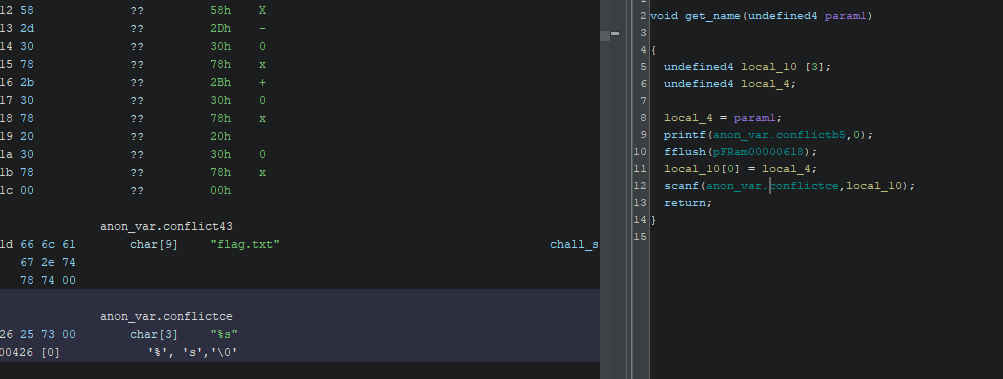 12 58 ?? 58h X
13 2d ?? 2Dh -
14 30 ?? 30h 0
15 78 ?? 78h x
16 2b ?? 2Bh +
17 30 ?? 30h 0
18 78 ?? 78h x
19 20 ?? 20h
1a 30 ?? 30h 0
1b 78 ?? 78h x
1c 00 ?? 00h
anon_var.conflict43
1d 66 6c 61 char[9] "flag.txt" chall_s
67 2e 74
78 74 00
anon_var.conflictce
26 25 73 00 char[3] "%s"
00426 [0] '%', 's','\0'
1
2 void get_name(undefined4 param1)
3
4 {
5 undefined4 local_10 [3];
6 undefined4 local_4;
7
8 local_4 = param1;
9 printf(anon_var.conflictb5,0);
10 fflush(pFRam00000618);
11 local_10[0] = local_4;
12 scanf(anon_var.conflictce,local_10);
13 return;
14 }
15